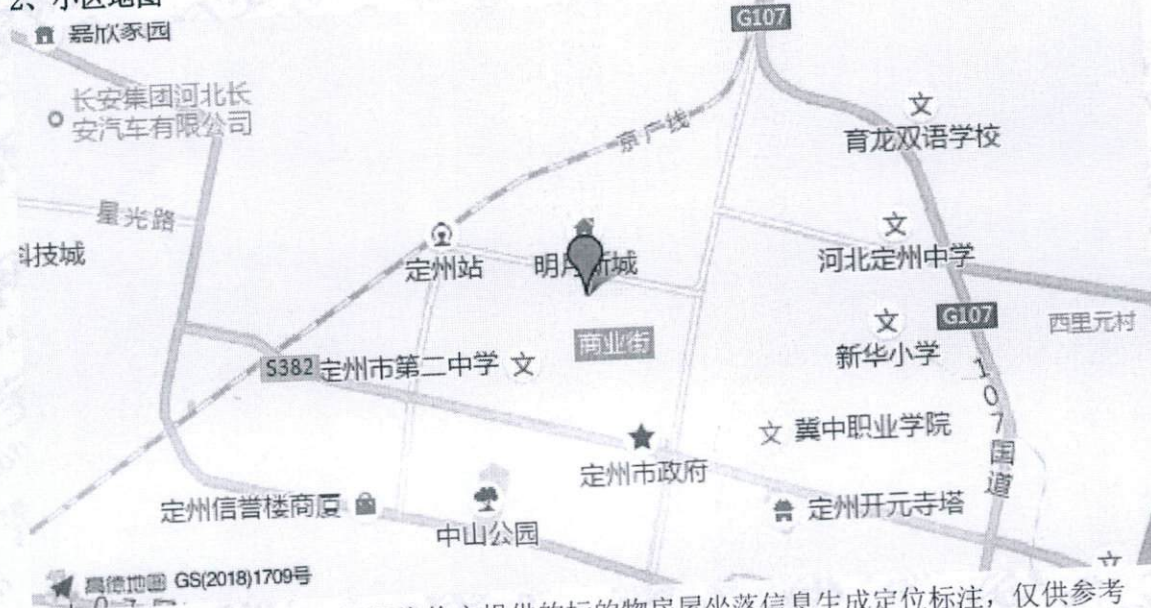 2、小区地图
G107
嘉欣家园
长安集团河北长
安汽车有限公司
京广线
育龙双语学校
星光路
科技城
定州站
明月新城
河北定州中学
商业街
G107
西里元村
新华小学
S382
定州市第二中学
107国道
冀中职业学院
定州市政府
定州信誉楼商厦
中山公园
定州开元寺塔
高德地图 GS(2018)1709号
提供的标的物房屋坐落信息生成定位标注，仅供参考